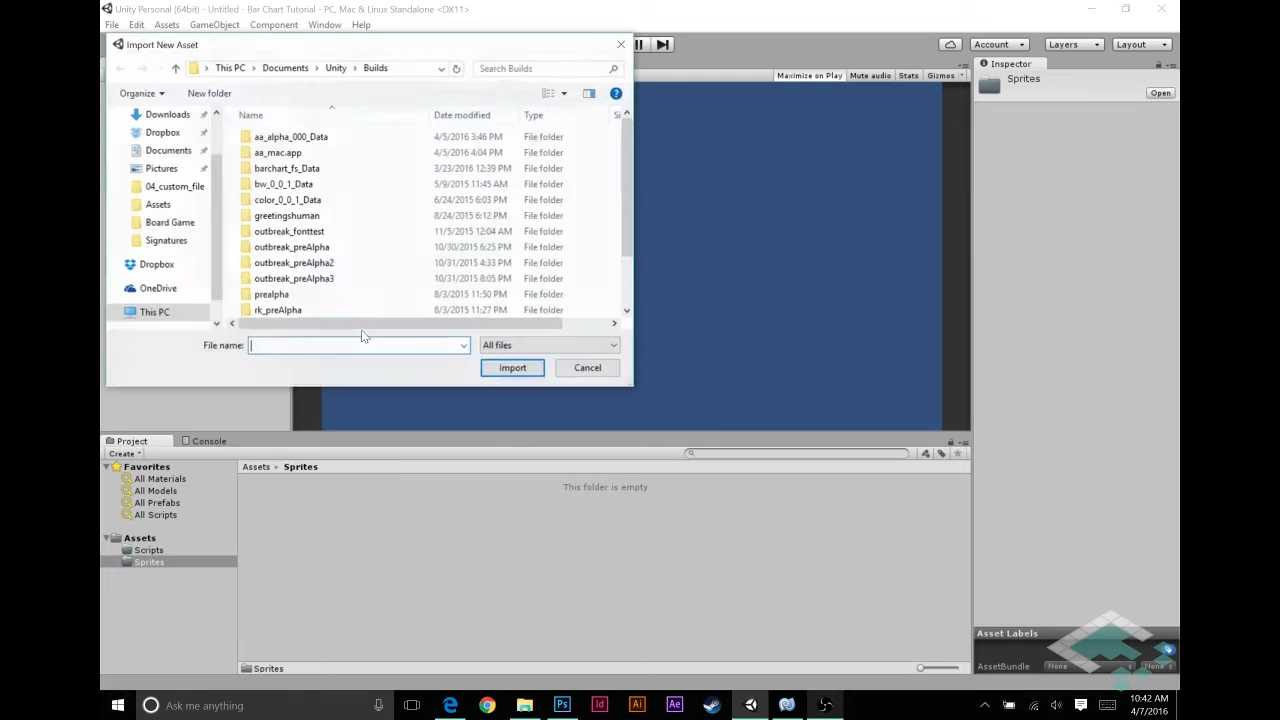 Unity Personal (64bit) - Untitled - Bar Chart Tutorial - PC, Mac & Linux Standalone <DX11>
File Edit Assets GameObject Component Window Help
Import New Asset
Account Layers Layout
This PC > Documents > Unity > Builds Search Builds
Maximize on Play Mute audio Stats Gizmos
Inspector
Sprites
Open
Organize New folder
Name Date modified Type Si
Downloads
Dropbox
Documents
Pictures
04_custom_file
Assets
Board Game
Signatures
Dropbox
OneDrive
This PC
aa_alpha_000_Data 4/5/2016 3:46 PM File folder
aa_mac.app 4/5/2016 4:04 PM File folder
barchart_fs_Data 3/23/2016 12:39 PM File folder
bw_0_0_1_Data 5/9/2015 11:45 AM File folder
color_0_0_1_Data 6/24/2015 6:03 PM File folder
greetingshuman 8/24/2015 6:12 PM File folder
outbreak_fonttest 11/5/2015 12:04 AM File folder
outbreak_preAlpha 10/30/2015 6:25 PM File folder
outbreak_preAlpha2 10/31/2015 4:33 PM File folder
outbreak_preAlpha3 10/31/2015 8:05 PM File folder
prealpha 8/3/2015 11:50 PM File folder
rk_preAlpha 8/3/2015 11:27 PM File folder
File name: All files
Import Cancel
Project Console
Create
Favorites
All Materials
All Models
All Prefabs
All Scripts
Assets
Scripts
Sprites
Assets ▸ Sprites
This folder is empty
Sprites
Asset Labels
AssetBundle None None
Ask me anything
10:42 AM
4/7/2016